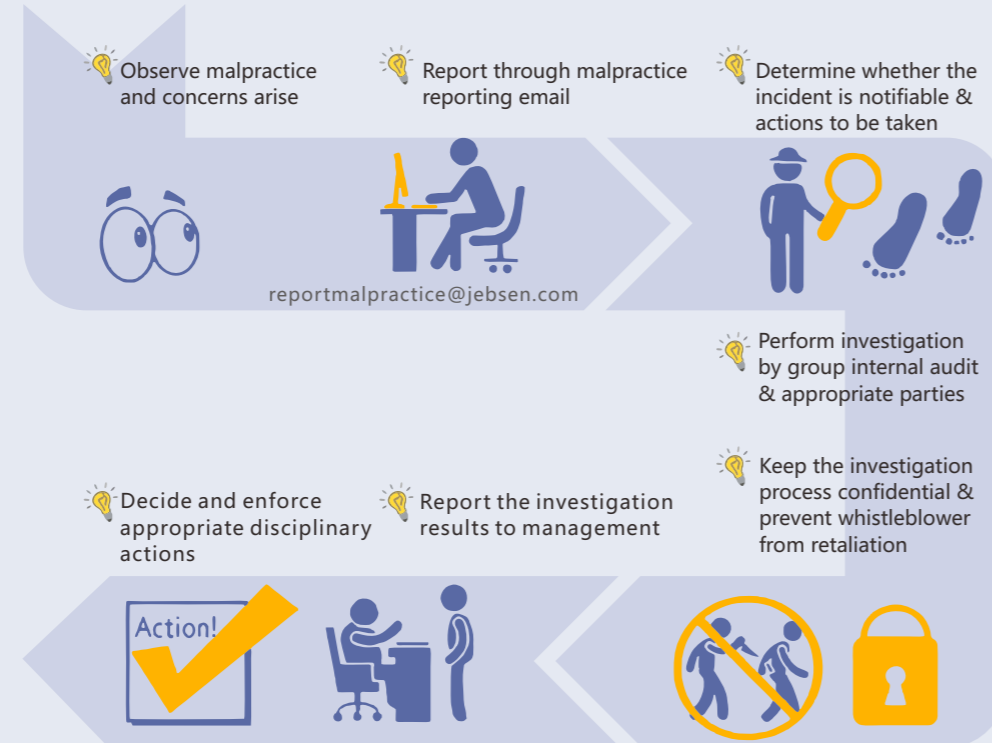 Observe malpractice
and concerns arise
Report through malpractice
reporting email
Determine whether the
incident is notifiable &
actions to be taken
reportmalpractice@jebsen.com
Perform investigation
by group internal audit
& appropriate parties
Keep the investigation
process confidential &
prevent whistleblower
from retaliation
Report the investigation
results to management
Decide and enforce
appropriate disciplinary
actions
Action!